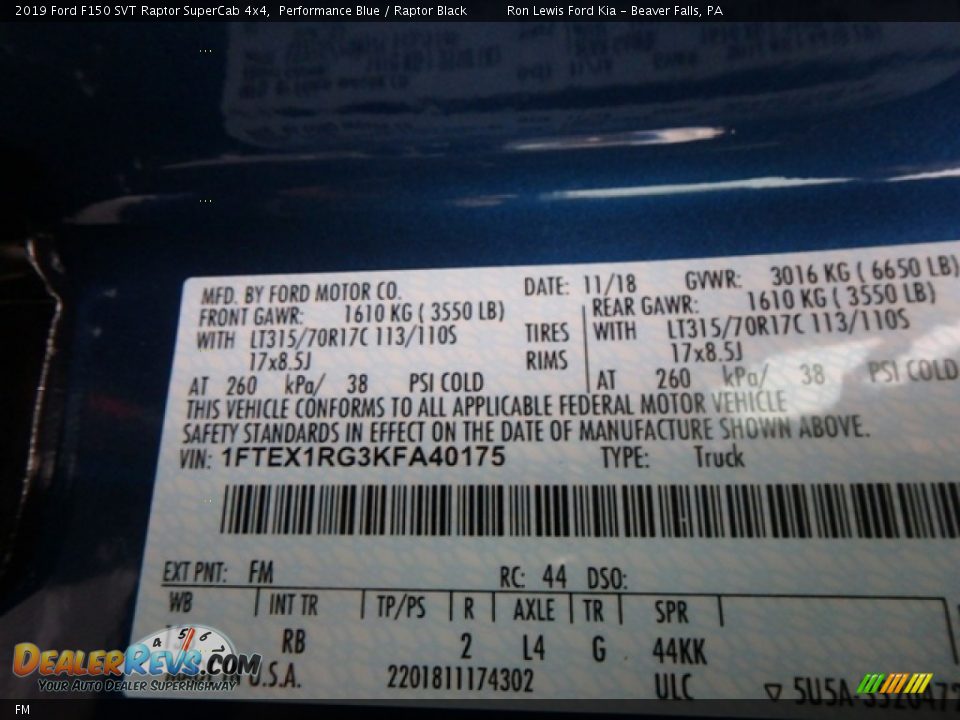 2019 Ford F150 SVT Raptor SuperCab 4x4, Performance Blue / Raptor Black Ron Lewis Ford Kia - Beaver Falls, PA
MFD. BY FORD MOTOR CO. DATE: 11/18 GVWR: 3016 KG ( 6650 LB)
FRONT GAWR: 1610 KG ( 3550 LB) REAR GAWR: 1610 KG ( 3550 LB)
WITH LT315/70R17C 113/110S TIRES WITH LT315/70R17C 113/110S
17x8.5J RIMS 17x8.5J
AT 260 kPa/ 38 PSI COLD AT 260 kPa/ 38 PSI COLD
THIS VEHICLE CONFORMS TO ALL APPLICABLE FEDERAL MOTOR VEHICLE
SAFETY STANDARDS IN EFFECT ON THE DATE OF MANUFACTURE SHOWN ABOVE.
VIN: 1FTEX1RG3KFA40175 TYPE: Truck
EXT PNT: FM RC: 44 DSO:
WB INT TR TP/PS R AXLE TR SPR
RB 2 L4 G 44KK
U.S.A. 2201811174302 ULC
4 5 6
DEALERREVS.COM
YOUR AUTO DEALER SUPERHIGHWAY
FM